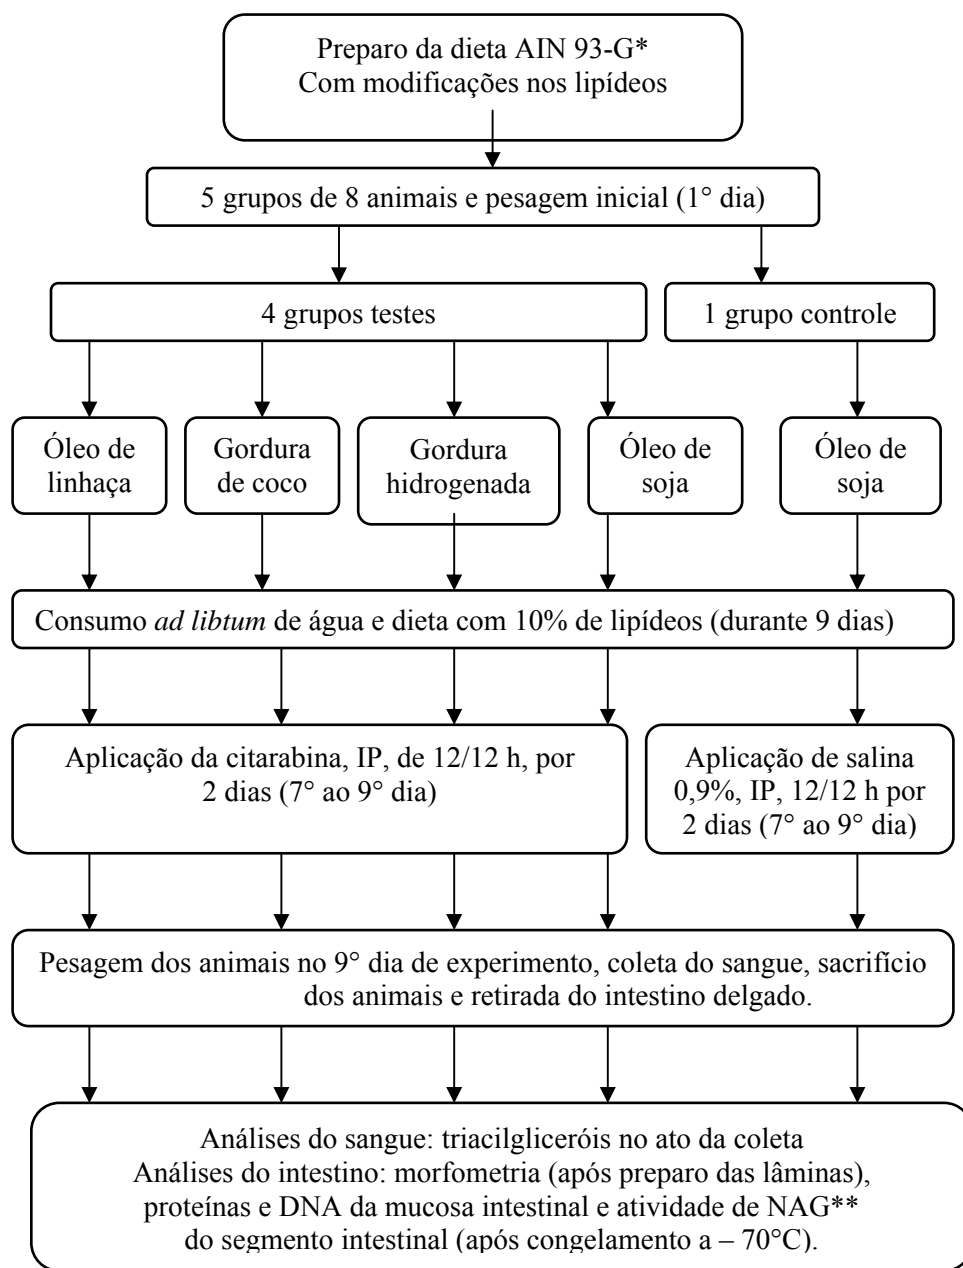 Preparo da dieta AIN 93-G*
Com modificações nos lipídeos
5 grupos de 8 animais e pesagem inicial (1° dia)
4 grupos testes
1 grupo controle
Óleo de
linhaça
Gordura
de coco
Gordura
hidrogenada
Óleo de
soja
Óleo de
soja
Consumo ad libtum de água e dieta com 10% de lipídeos (durante 9 dias)
Aplicação da citarabina, IP, de 12/12 h, por
2 dias (7° ao 9° dia)
Aplicação de salina
0,9%, IP, 12/12 h por
2 dias (7° ao 9° dia)
Pesagem dos animais no 9° dia de experimento, coleta do sangue, sacrifício
dos animais e retirada do intestino delgado.
Análises do sangue: triacilgliceróis no ato da coleta
Análises do intestino: morfometria (após preparo das lâminas),
proteínas e DNA da mucosa intestinal e atividade de NAG**
do segmento intestinal (após congelamento a – 70°C).